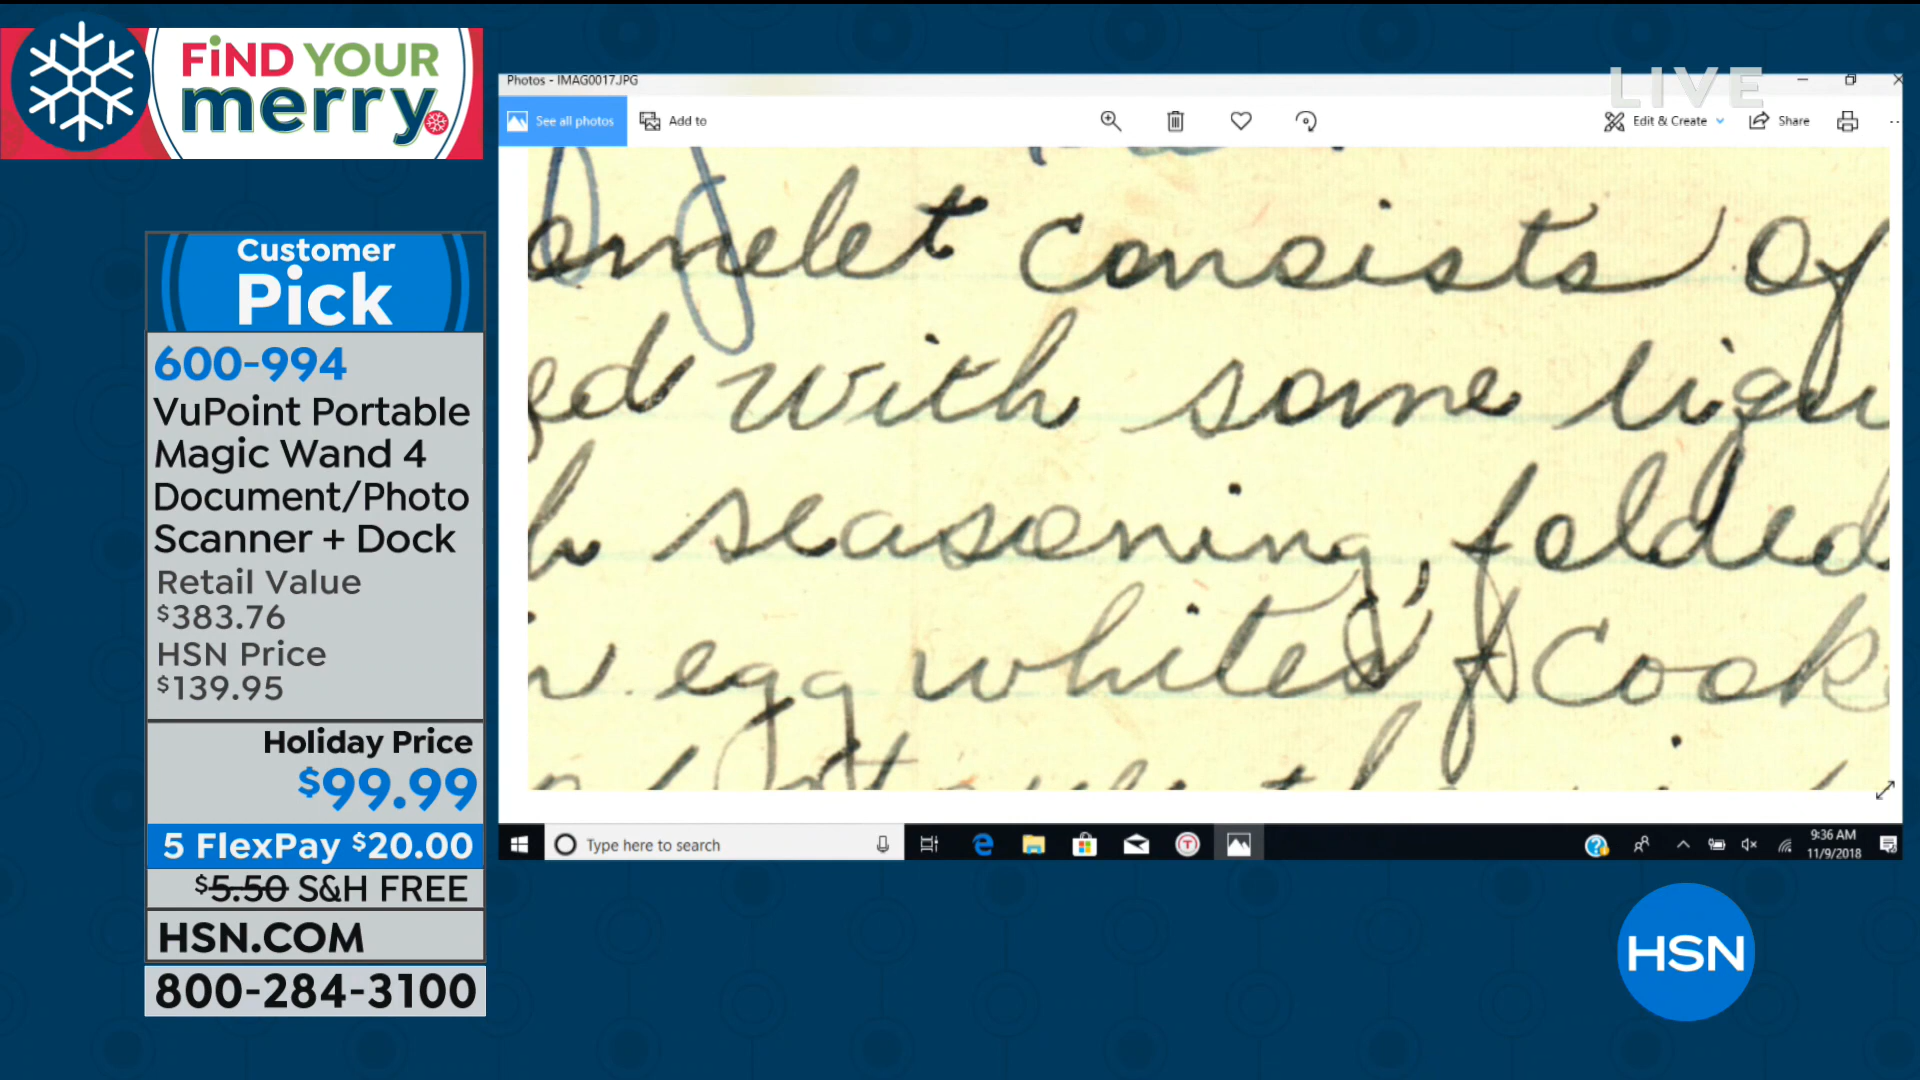 FiND YOUR
merry.
Customer
Pick
600-994
VuPoint Portable
Magic Wand 4
Document/Photo
Scanner + Dock
Retail Value
$383.76
HSN Price
$139.95
Holiday Price
$99.99
5 FlexPay $20.00
$5.50 S&H FREE
HSN.COM
800-284-3100
Photos - IMAG0017.JPG
LIVE
See all photos
Add to
Edit & Create
Share
omelet consists of
ed with some liqu
h seasoning, folded
egg whites & Cook
Type here to search
9:36 AM
11/9/2018
HSN